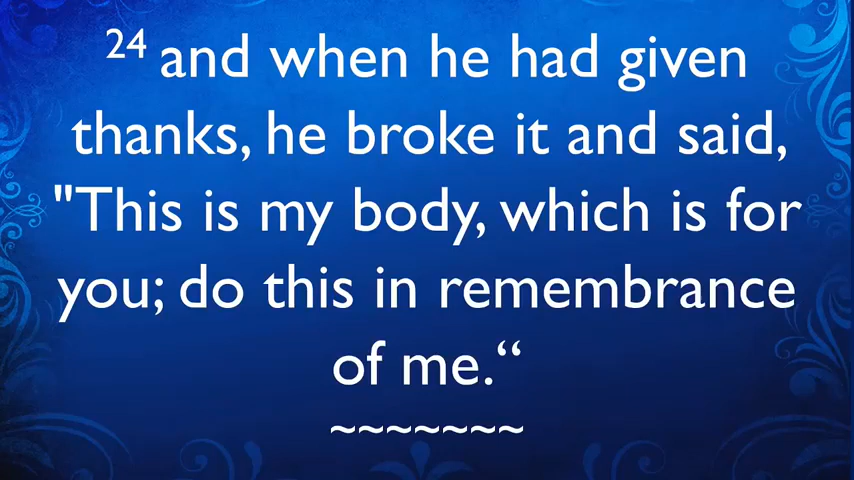 24 and when he had given
thanks, he broke it and said,
"This is my body, which is for
you; do this in remembrance
of me.“
~~~~~~~